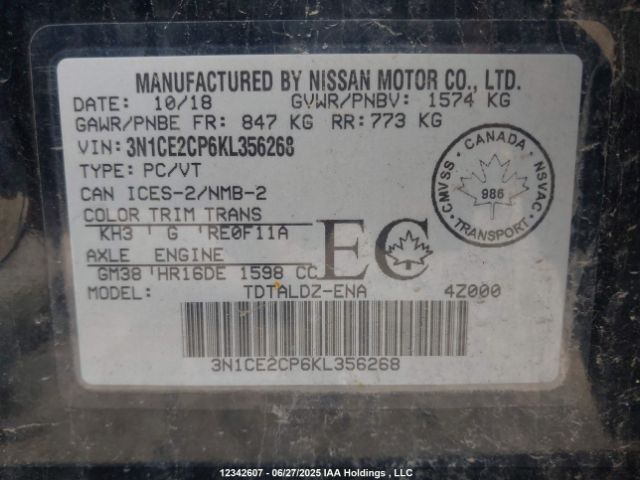 MANUFACTURED BY NISSAN MOTOR CO., LTD.
DATE: 10/18 GVWR/PNBV: 1574 KG
GAWR/PNBE FR: 847 KG RR: 773 KG
VIN: 3N1CE2CP6KL356268
TYPE: PC/VT
CAN ICES-2/NMB-2
COLOR TRIM TRANS
KH3 ' G 'RE0F11A
AXLE ENGINE
GM38 'HR16DE 1598 CC
MODEL: TDTALDZ-ENA 4Z000
3N1CE2CP6KL356268
EC
CMVSS · CANADA · NSVAC
986
TRANSPORT
12342607 - 06/27/2025 IAA Holdings , LLC